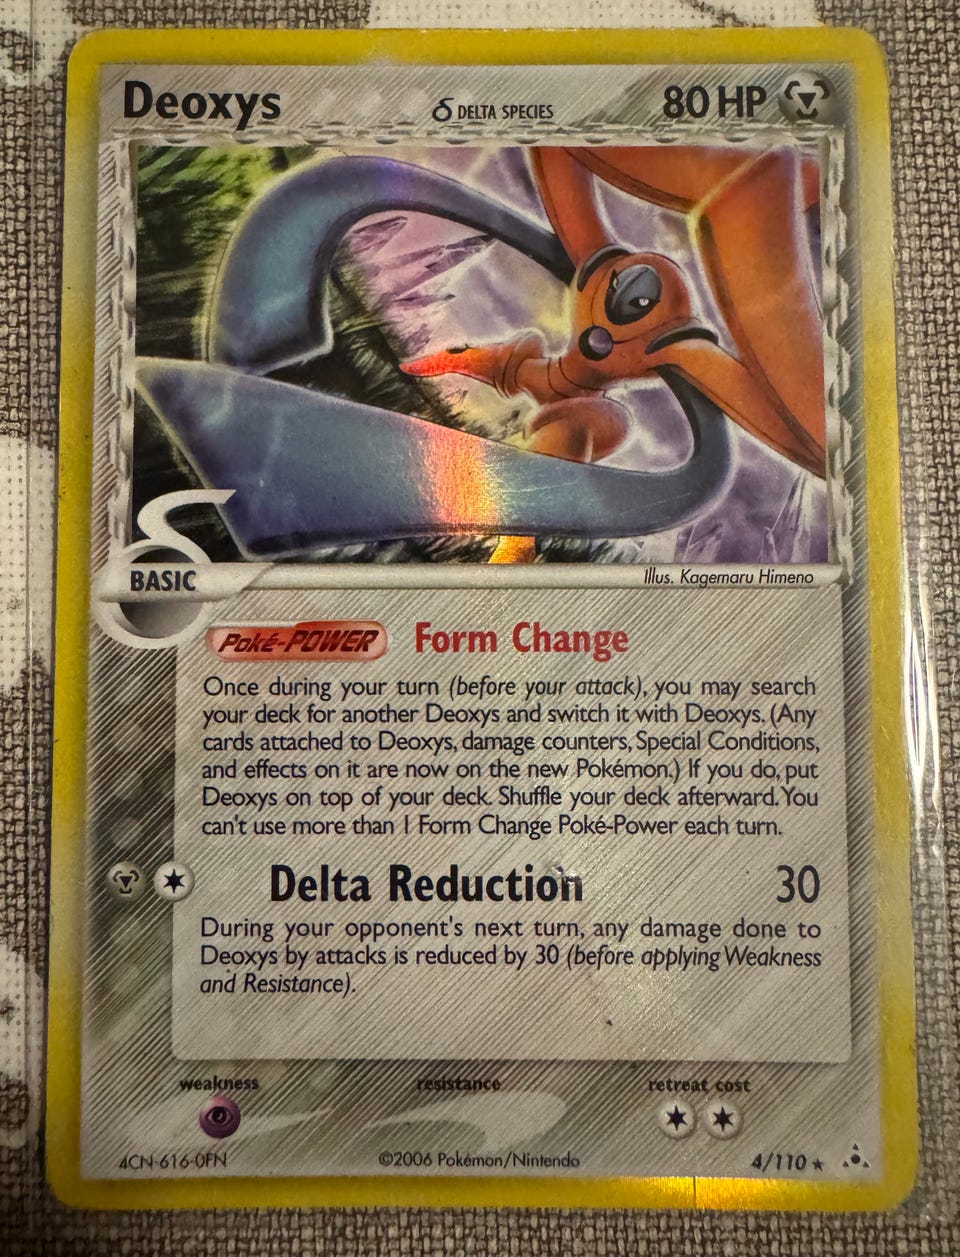 Deoxys
δ DELTA SPECIES
80 HP
BASIC
Illus. Kagemaru Himeno
Poké-POWER Form Change
Once during your turn (before your attack), you may search
your deck for another Deoxys and switch it with Deoxys. (Any
cards attached to Deoxys, damage counters, Special Conditions,
and effects on it are now on the new Pokémon.) If you do, put
Deoxys on top of your deck. Shuffle your deck afterward. You
can't use more than 1 Form Change Poké-Power each turn.
Delta Reduction 30
During your opponent's next turn, any damage done to
Deoxys by attacks is reduced by 30 (before applying Weakness
and Resistance).
weakness resistance retreat cost
4CN-616-0FN ©2006 Pokémon/Nintendo 4/110 ★